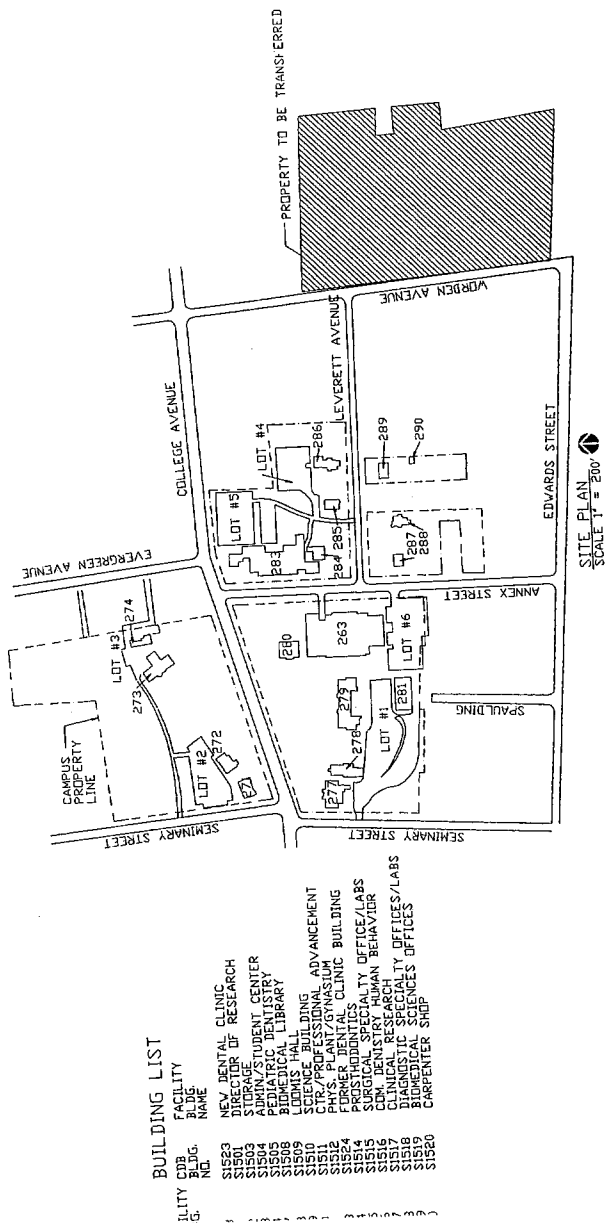 PROPERTY TO BE TRANSFERRED
COLLEGE AVENUE
EVERGREEN AVENUE
WORDEN AVENUE
LEVERETT AVENUE
EDWARDS STREET
ANNEX STREET
SPAULDING
SEMINARY STREET
SEMINARY STREET
CAMPUS
PROPERTY
LINE
LOT #3
274
273
LOT #2
272
27
LOT #5
LOT #4
283
284
285
286
287
288
289
290
280
263
LOT #6
279
278
277
LOT #1
281
SITE PLAN
SCALE 1" = 200'
BUILDING LIST
ILITY CDB FACILITY
G. BLDG. BLDG.
NO. NAME
S1523 NEW DENTAL CLINIC
S1501 DIRECTOR OF RESEARCH
S1503 STORAGE
S1504 ADMIN./STUDENT CENTER
S1505 PEDIATRIC DENTISTRY
S1508 BIOMEDICAL LIBRARY
S1509 LOOMIS HALL
S1510 SCIENCE BUILDING
S1511 CTR./PROFESSIONAL ADVANCEMENT
S1512 PHYS. PLANT/GYNASIUM
S1524 FORMER DENTAL CLINIC BUILDING
S1514 PROSTHODONTICS
S1515 SURGICAL SPECIALTY OFFICE/LABS
S1516 COM. DENISTRY HUMAN BEHAVIOR
S1517 CLINICAL RESEARCH
S1518 DIAGNOSTIC SPECIALTY OFFICES/LABS
S1519 BIOMEDICAL SCIENCES OFFICES
S1520 CARPENTER SHOP